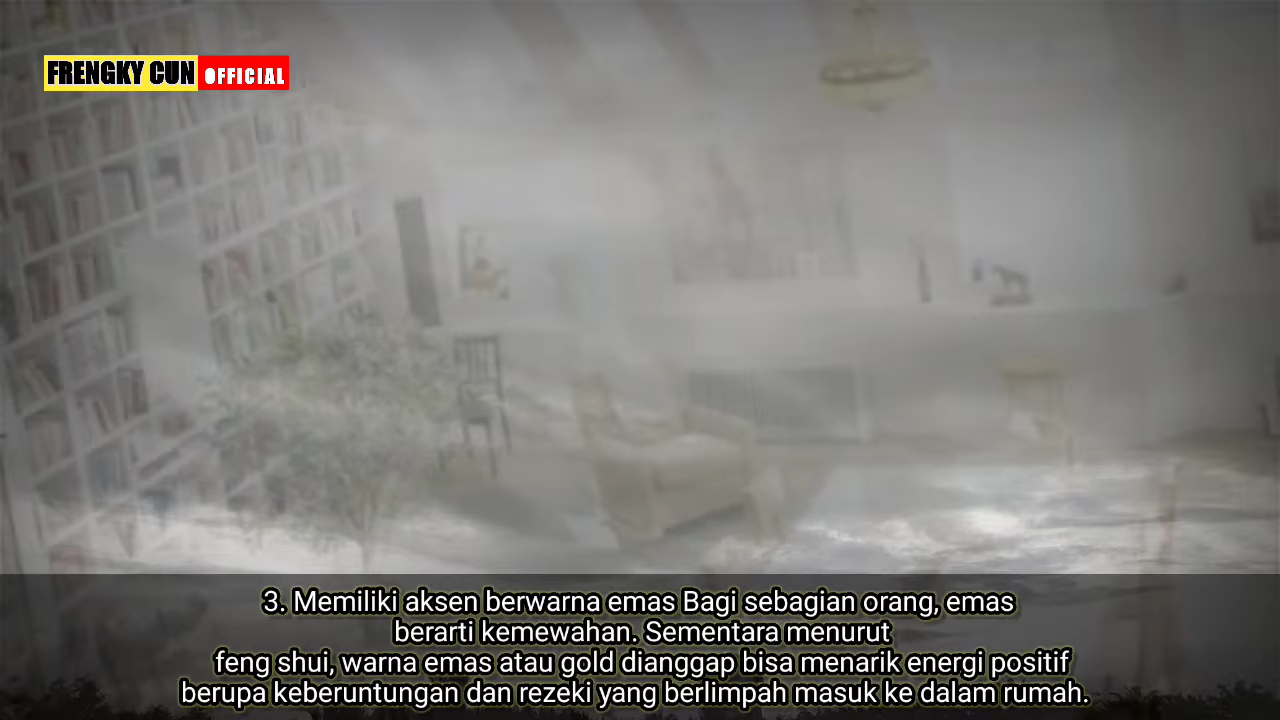 FRENGKY CUN OFFICIAL
3. Memiliki aksen berwarna emas Bagi sebagian orang, emas
berarti kemewahan. Sementara menurut
feng shui, warna emas atau gold dianggap bisa menarik energi positif
berupa keberuntungan dan rezeki yang berlimpah masuk ke dalam rumah.